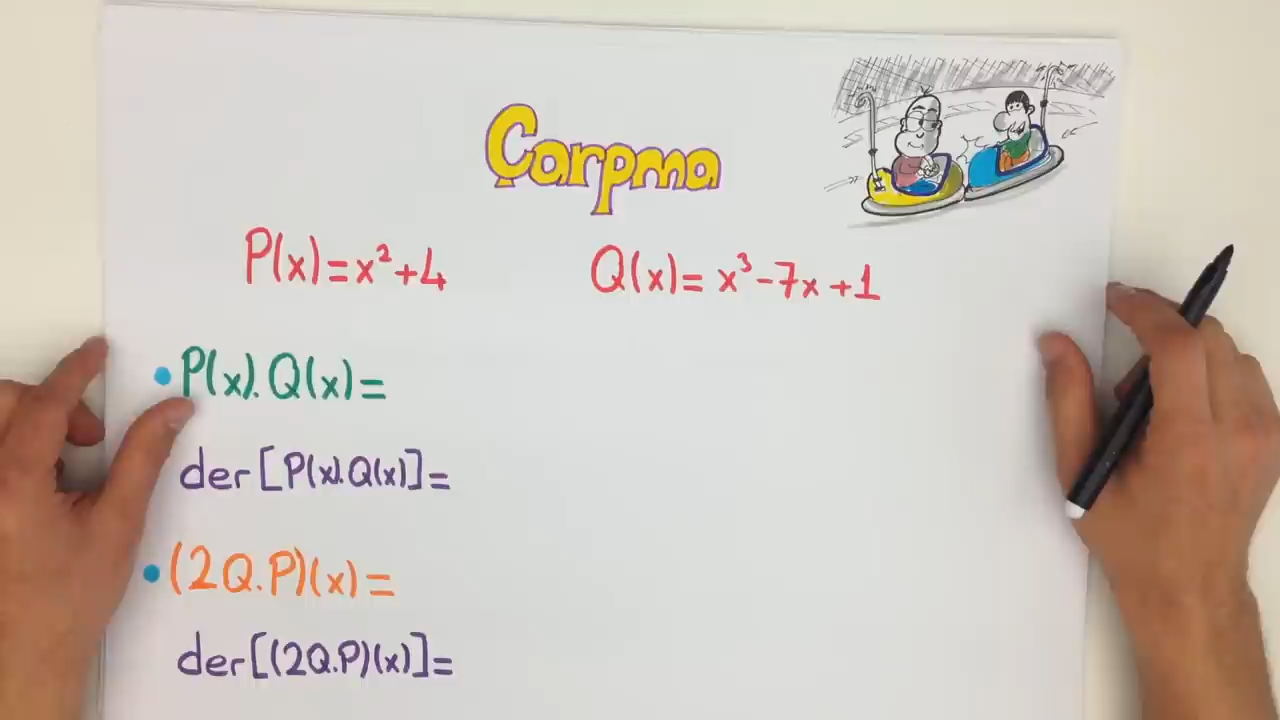 Çarpma
P(x)=x²+4 Q(x)=x³-7x+1
• P(x).Q(x)=
der[P(x).Q(x)]=
• (2Q.P)(x)=
der[(2Q.P)(x)]=